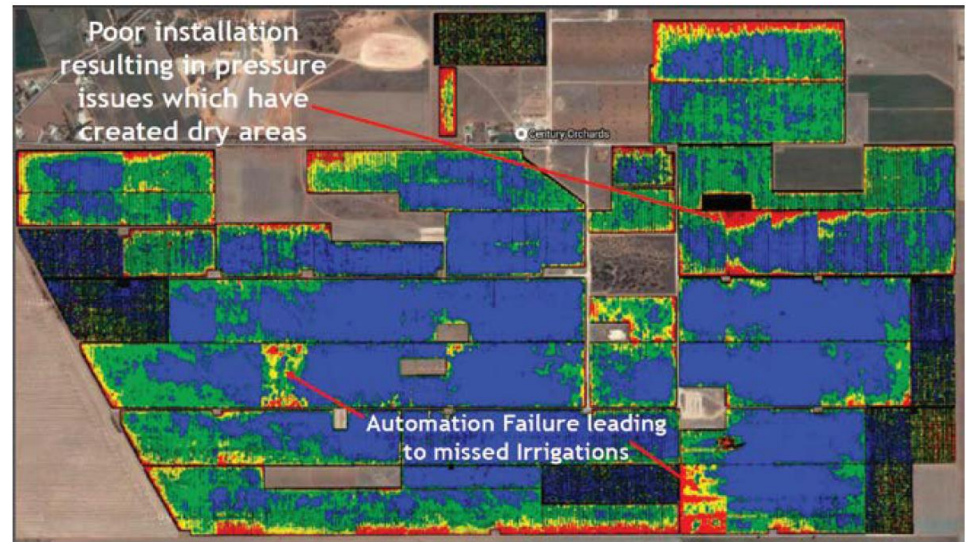 Poor installation
resulting in pressure
issues which have
created dry areas
Century Orchards
Automation Failure leading
to missed Irrigations